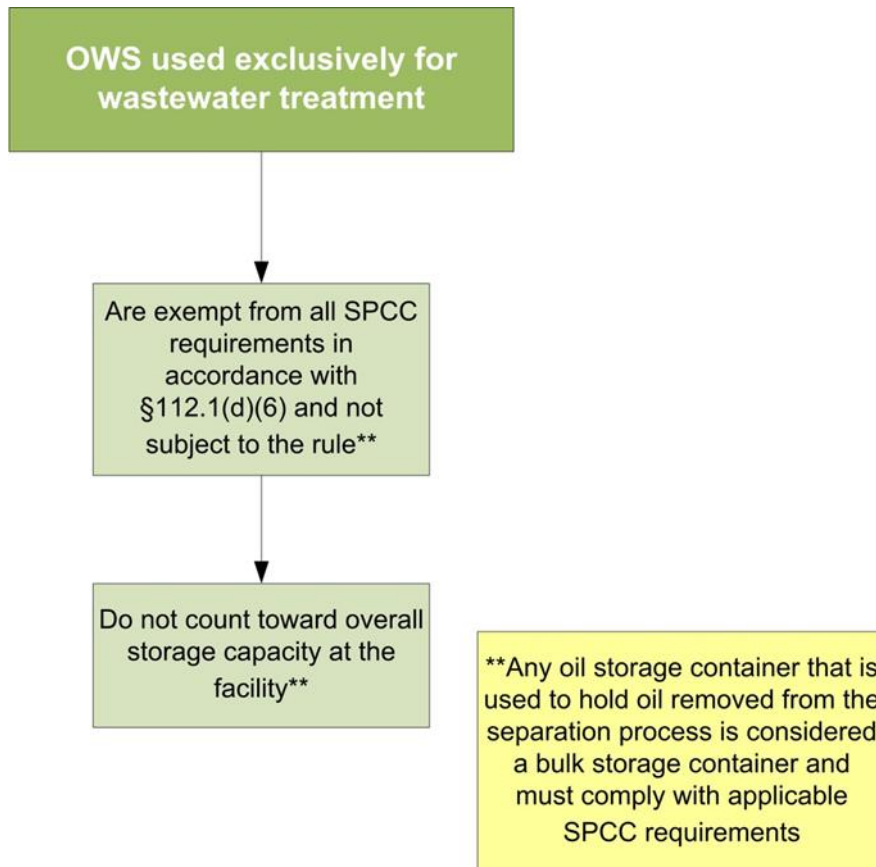 OWS used exclusively for
wastewater treatment
Are exempt from all SPCC
requirements in
accordance with
§112.1(d)(6) and not
subject to the rule**
Do not count toward overall
storage capacity at the
facility**
**Any oil storage container that is
used to hold oil removed from the
separation process is considered
a bulk storage container and
must comply with applicable
SPCC requirements